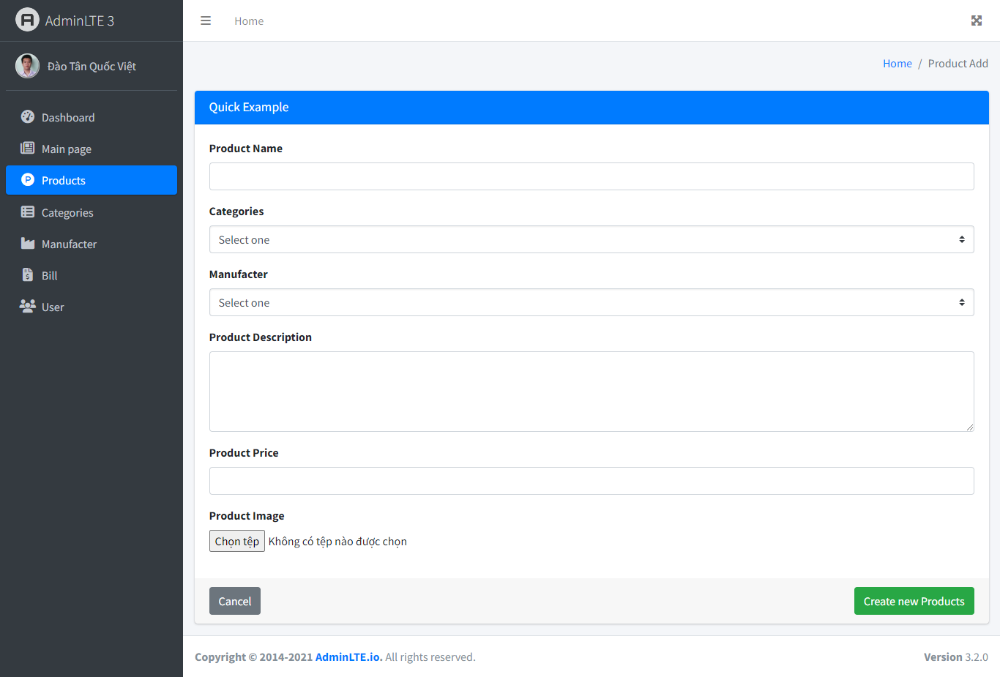 AdminLTE 3
Home
Đào Tân Quốc Việt
Home / Product Add
Dashboard
Main page
Products
Categories
Manufacter
Bill
User
Quick Example
Product Name
Categories
Select one
Manufacter
Select one
Product Description
Product Price
Product Image
Chọn tệp Không có tệp nào được chọn
Cancel
Create new Products
Copyright © 2014-2021 AdminLTE.io. All rights reserved.
Version 3.2.0